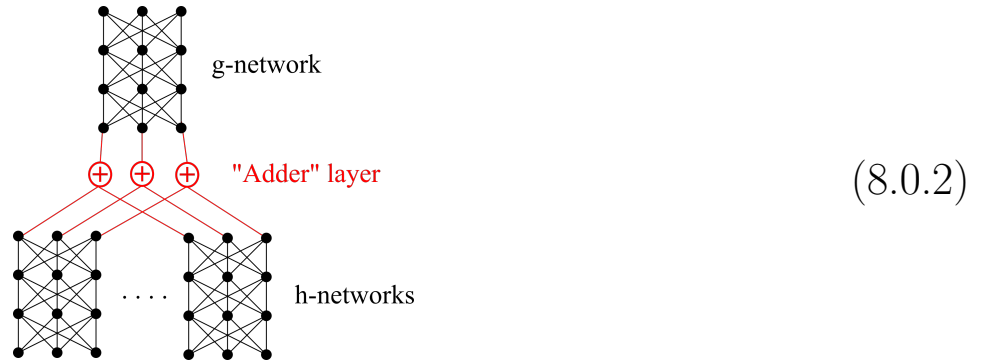 g-network
"Adder" layer
(8.0.2)
. . . .
h-networks